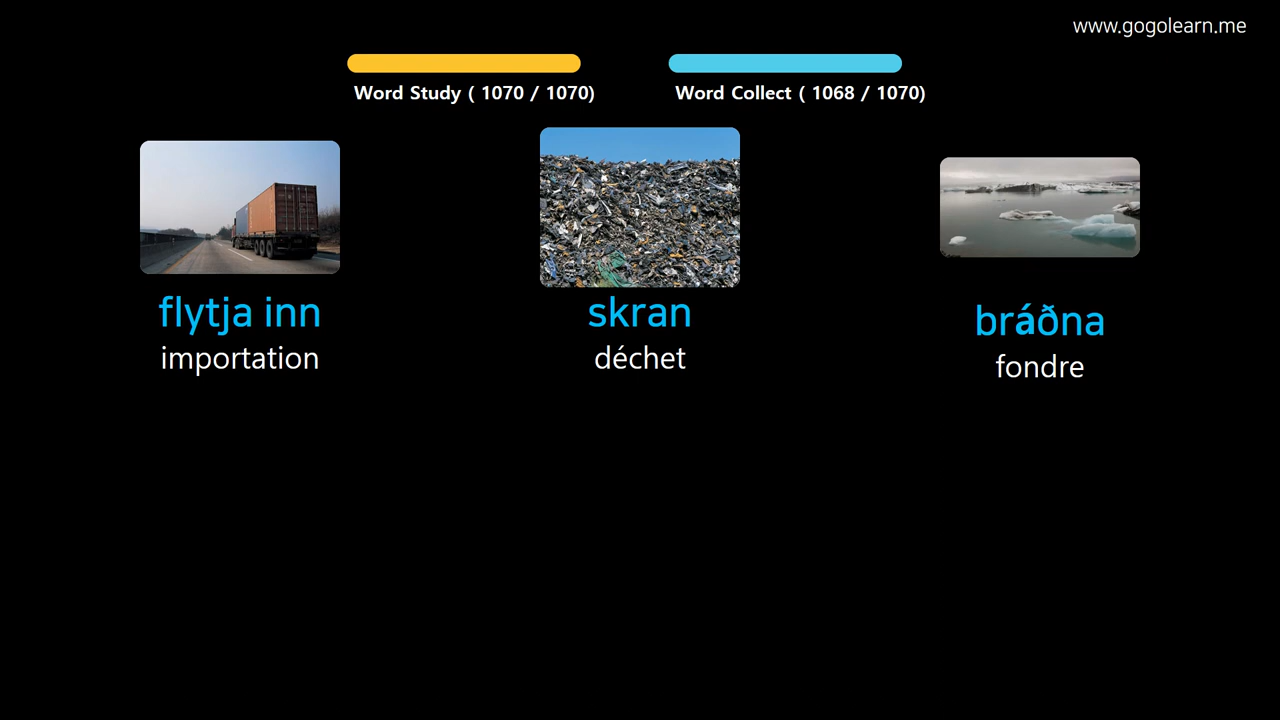 www.gogolearn.me
Word Study ( 1070 / 1070)
Word Collect ( 1068 / 1070)
flytja inn
importation
skran
déchet
bráðna
fondre